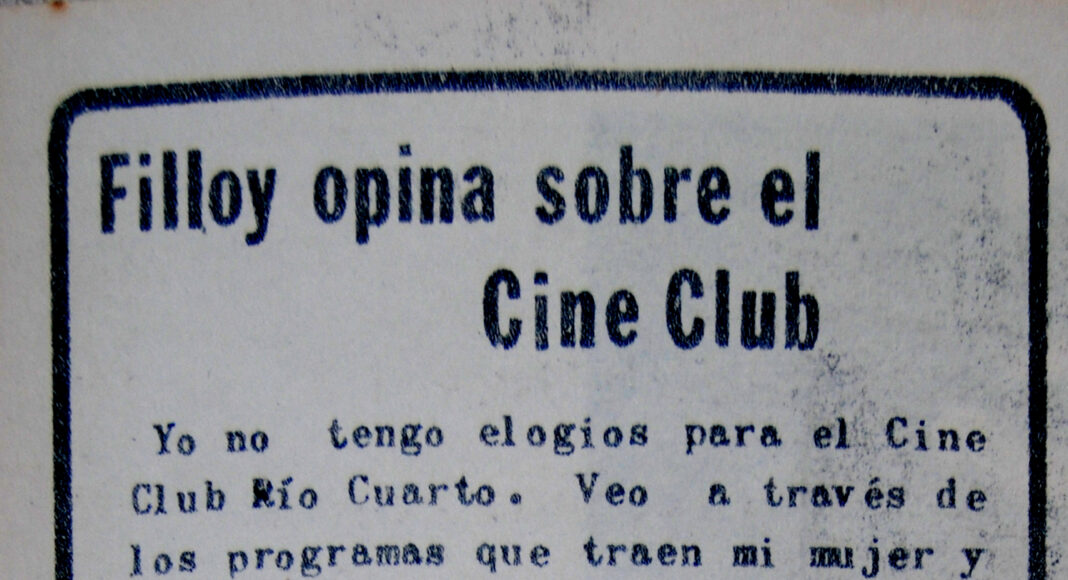 Filloy opina sobre el
Cine Club
Yo no tengo elogios para el Cine
Club Río Cuarto. Veo a través de
los programas que traen mi mujer y